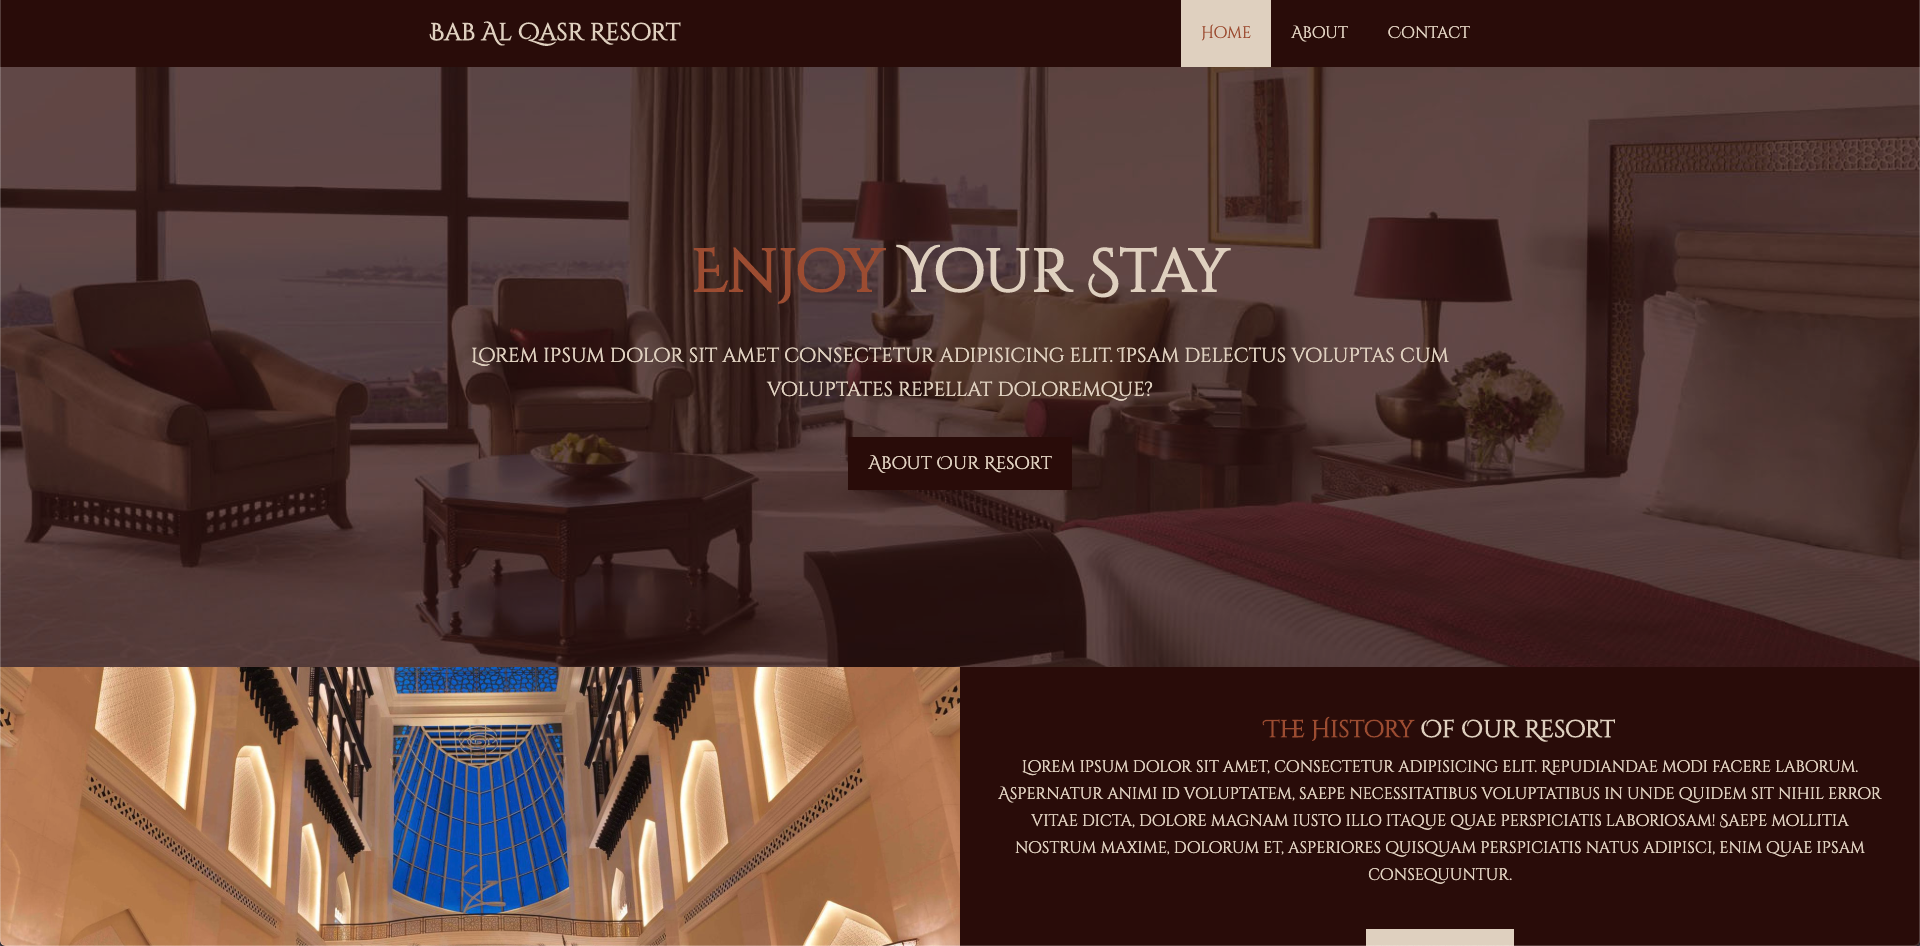 Bab Al Qasr Resort
Home About Contact
Enjoy Your Stay
Lorem ipsum dolor sit amet consectetur adipisicing elit. Ipsam delectus voluptas cum
voluptates repellat doloremque?
About Our Resort
The History Of Our Resort
Lorem ipsum dolor sit amet, consectetur adipisicing elit. Repudiandae modi facere laborum.
Aspernatur animi id voluptatem, saepe necessitatibus voluptatibus in unde quidem sit nihil error
vitae dicta, dolore magnam iusto illo itaque quae perspiciatis laboriosam! Saepe mollitia
nostrum maxime, dolorum et, asperiores quisquam perspiciatis natus adipisci, enim quae ipsam
consequuntur.